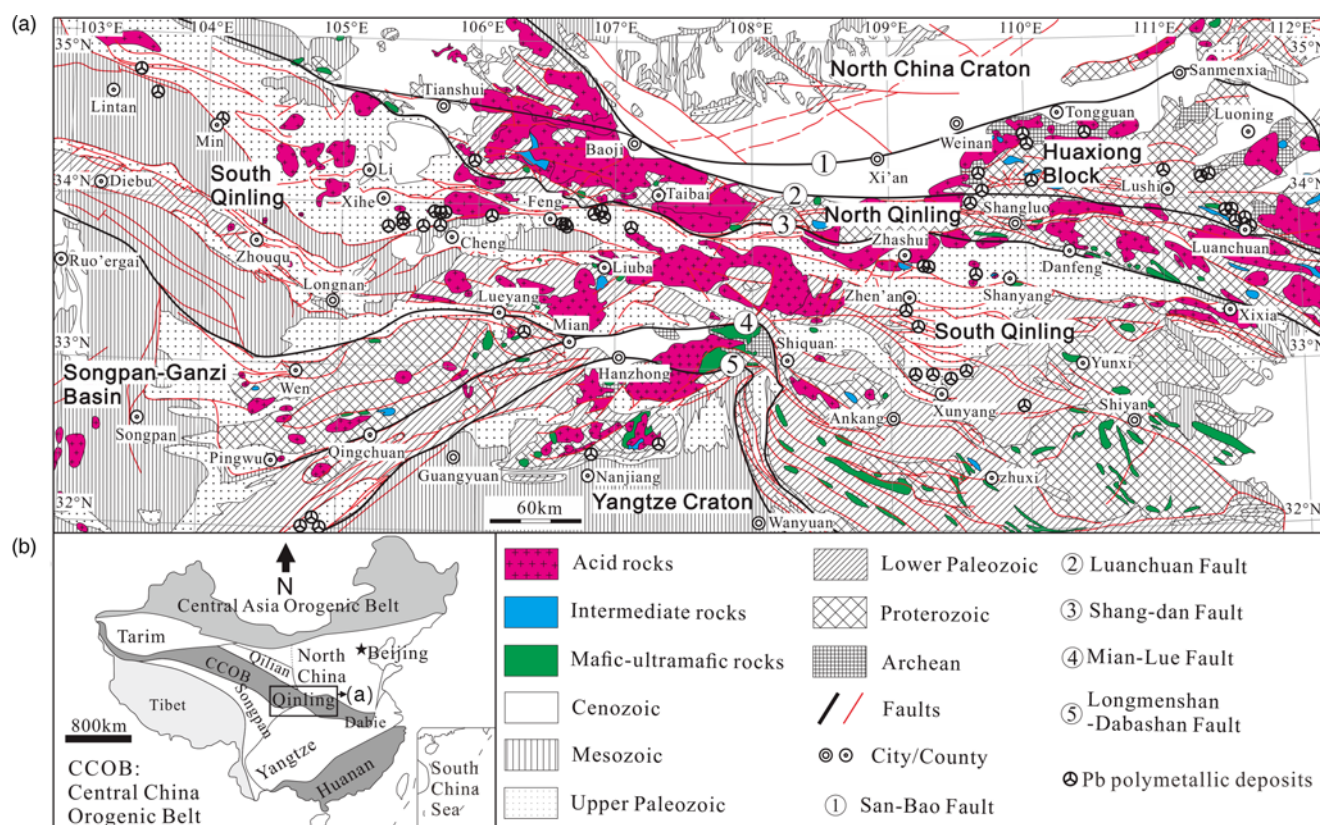 (a)
103°E 104°E 105°E 106°E 107°E 108°E 109°E 110°E 111°E 112°E
35°N 35°N
North China Craton
Sanmenxia
Lintan
Tianshui
Tongguan
Luoning
Min
Baoji
Weinan
Huaxiong
Block
①
Xi'an
South
Qinling
Li
34°N 34°N
Diebu
Taibai
②
Lushi
Xihe
Feng
North Qinling
Shangluo
③
Zhouqu
Cheng
Zhashui
Luanchuan
Ruo'ergai
Liuba
Danfeng
Longnan
Lueyang
Zhen'an
Shanyang
Xixia
33°N 33°N
Mian
④
South Qinling
Shiquan
Songpan-Ganzi
Basin
Wen
Hanzhong
⑤
Yunxi
Songpan
Ankang
Xunyang
Shiyan
Pingwu
Qingchuan
Guangyuan
Nanjiang
zhuxi
32°N 32°N
60km
Yangtze Craton
Wanyuan
(b)
N
Central Asia Orogenic Belt
Tarim
Qilian
North
China
★Beijing
CCOB
Qinling
(a)
Tibet
Songpan
Dabie
800km
Yangtze
Huanan
CCOB:
Central China
Orogenic Belt
South
China
Sea
Acid rocks
Intermediate rocks
Mafic-ultramafic rocks
Cenozoic
Mesozoic
Upper Paleozoic
Lower Paleozoic
Proterozoic
Archean
Faults
City/County
① San-Bao Fault
② Luanchuan Fault
③ Shang-dan Fault
④ Mian-Lue Fault
⑤ Longmenshan
-Dabashan Fault
Pb polymetallic deposits